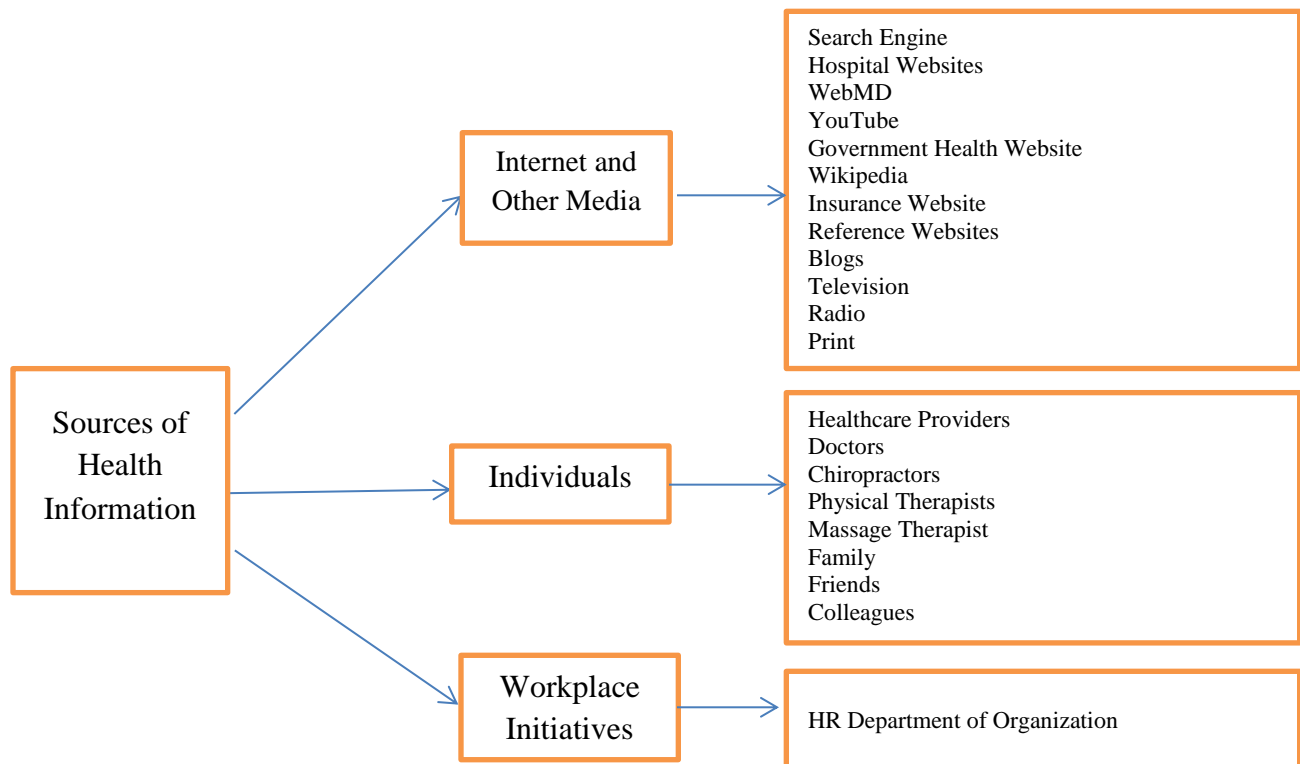 Sources of
Health
Information
Internet and
Other Media
Search Engine
Hospital Websites
WebMD
YouTube
Government Health Website
Wikipedia
Insurance Website
Reference Websites
Blogs
Television
Radio
Print
Individuals
Healthcare Providers
Doctors
Chiropractors
Physical Therapists
Massage Therapist
Family
Friends
Colleagues
Workplace
Initiatives
HR Department of Organization